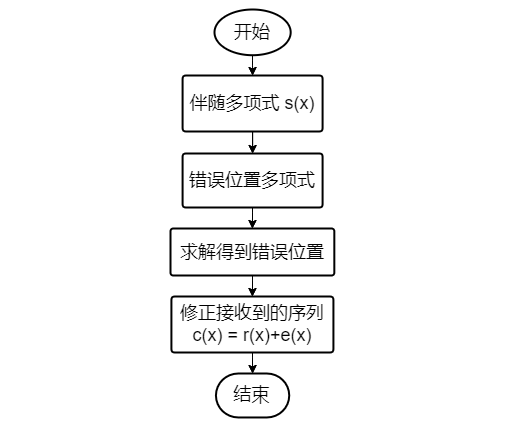 开始
伴随多项式 s(x)
错误位置多项式
求解得到错误位置
修正接收到的序列
c(x) = r(x)+e(x)
结束